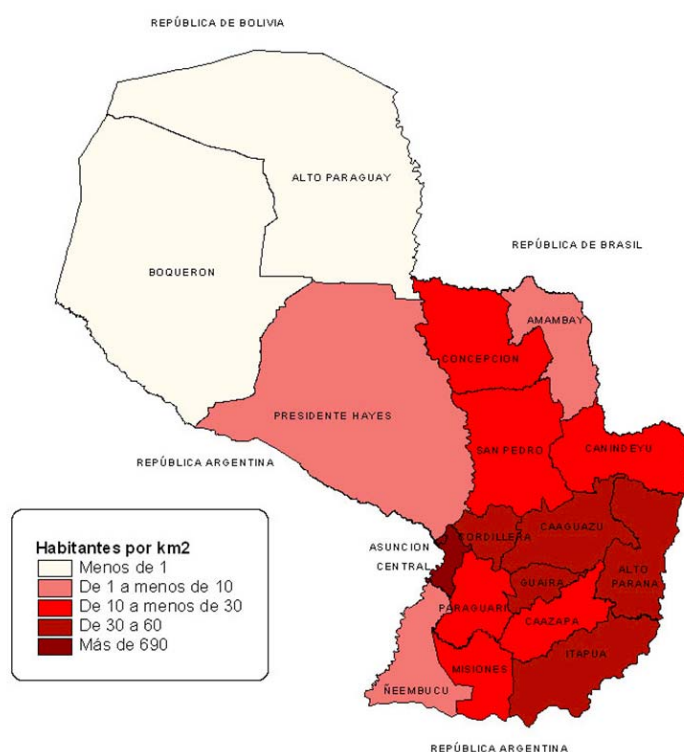 REPÚBLICA DE BOLIVIA
ALTO PARAGUAY
REPÚBLICA DE BRASIL
BOQUERON
AMAMBAY
CONCEPCION
PRESIDENTE HAYES
SAN PEDRO
CANINDEYU
REPÚBLICA ARGENTINA
CORDILLERA
CAAGUAZU
ASUNCION
CENTRAL
GUAIRA
ALTO
PARANA
PARAGUARI
CAAZAPA
ITAPUA
MISIONES
ÑEEMBUCU
REPÚBLICA ARGENTINA
Habitantes por km2
Menos de 1
De 1 a menos de 10
De 10 a menos de 30
De 30 a 60
Más de 690